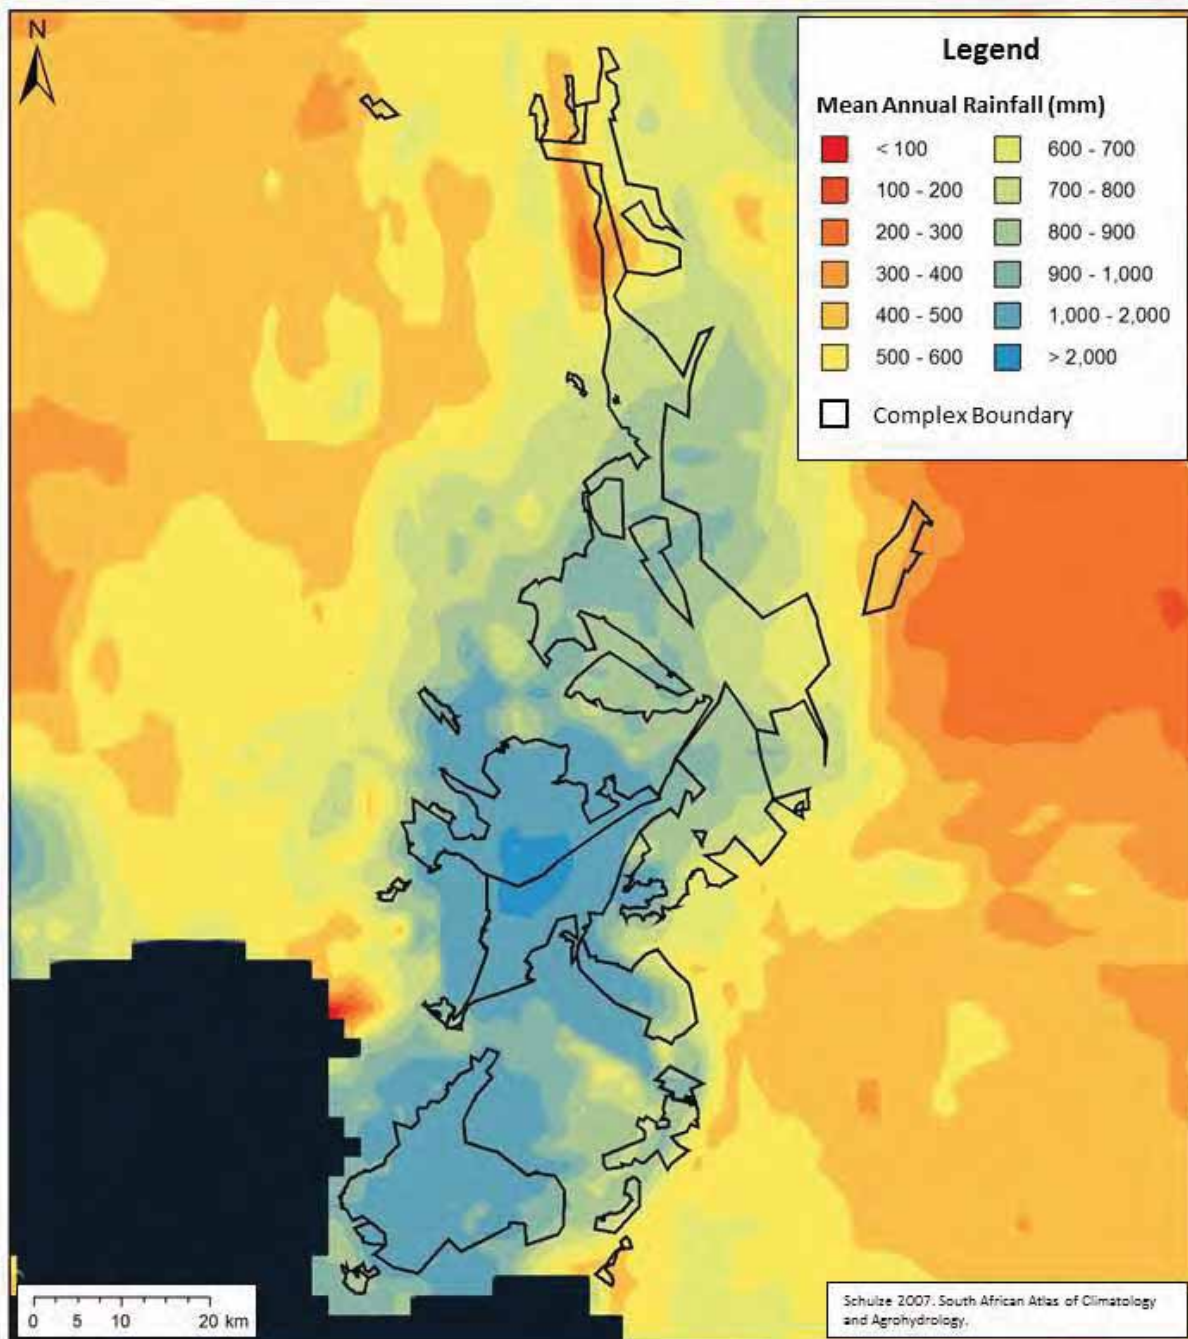 N
Legend
Mean Annual Rainfall (mm)
< 100
100 - 200
200 - 300
300 - 400
400 - 500
500 - 600
600 - 700
700 - 800
800 - 900
900 - 1,000
1,000 - 2,000
> 2,000
Complex Boundary
0 5 10 20 km
Schulze 2007. South African Atlas of Climatology
and Agrohydrology.